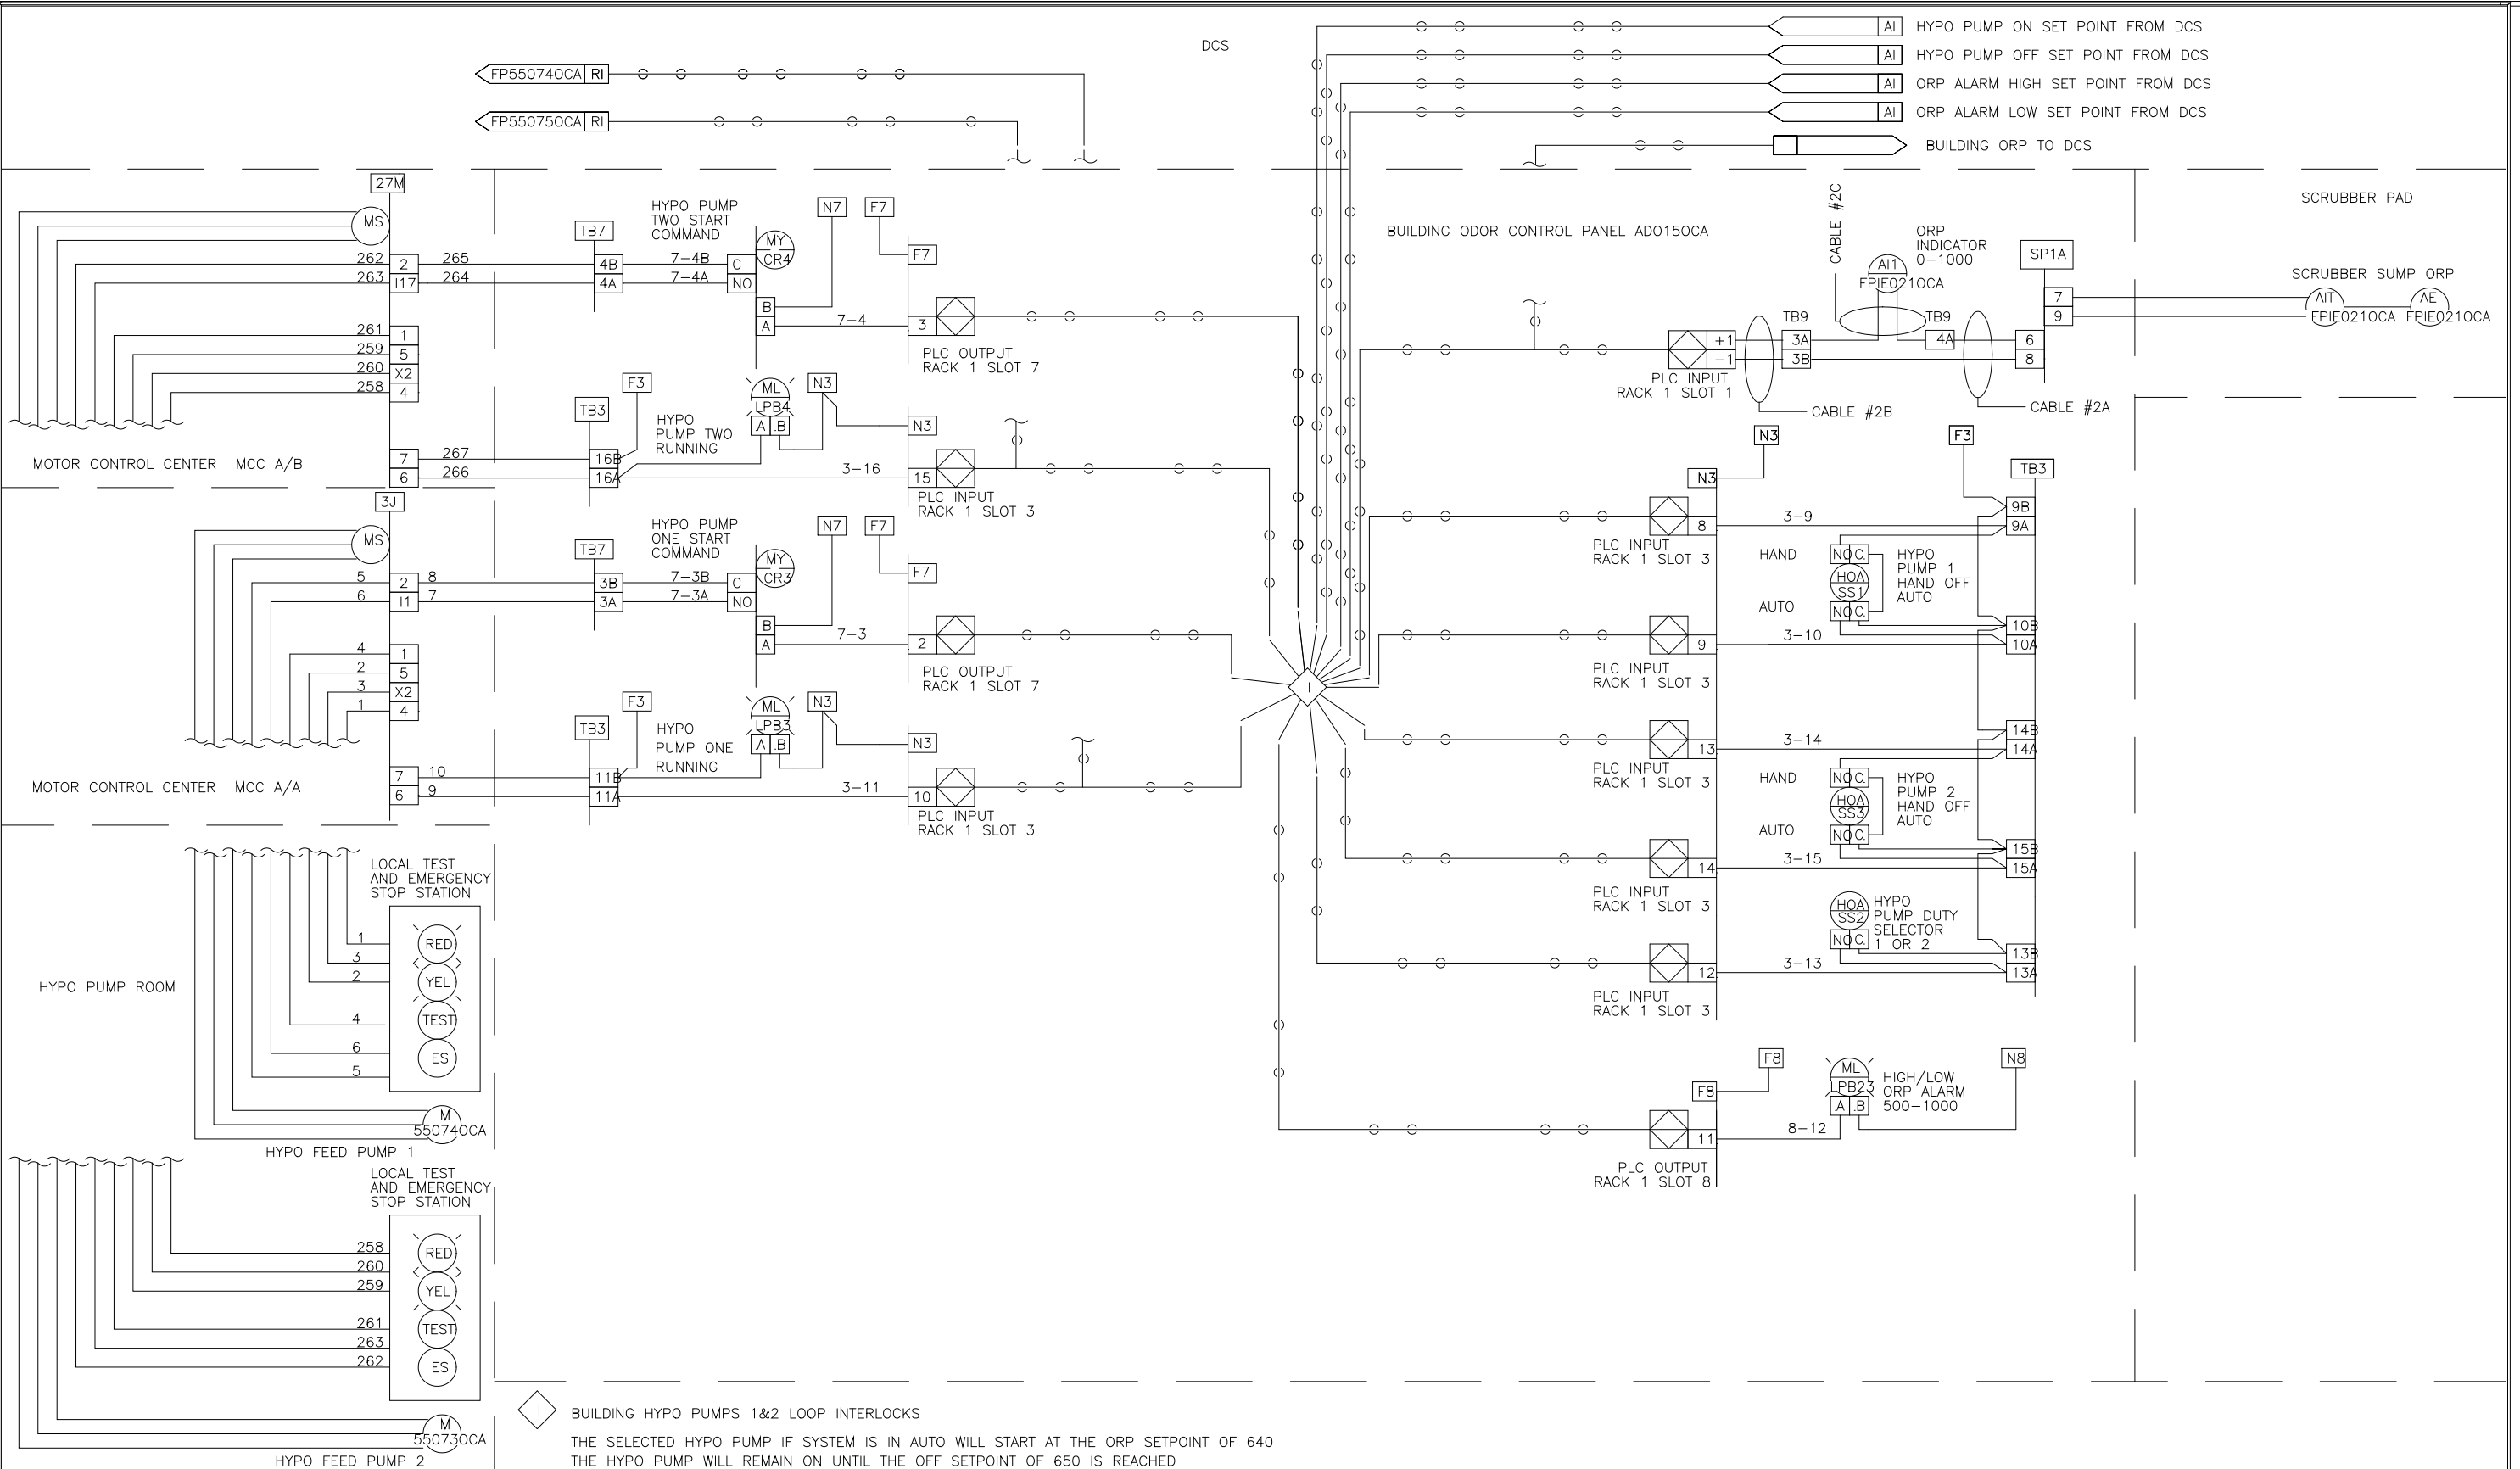 DCS
FP55074OCA RI
FP55075OCA RI
AI HYPO PUMP ON SET POINT FROM DCS
AI HYPO PUMP OFF SET POINT FROM DCS
AI ORP ALARM HIGH SET POINT FROM DCS
AI ORP ALARM LOW SET POINT FROM DCS
BUILDING ORP TO DCS
27M
MS
262 2 265
263 I17 264
261 1
259 5
260 X2
258 4
7 267
6 266
MOTOR CONTROL CENTER MCC A/B
TB7
4B 7-4B C
4A 7-4A NO
HYPO PUMP
TWO START
COMMAND
MY
CR4
B
A 7-4
N7
F7
F7
3
PLC OUTPUT
RACK 1 SLOT 7
TB3
16B
16A
F3
HYPO
PUMP TWO
RUNNING
ML
LPB4
A .B
N3
N3
3-16 15
PLC INPUT
RACK 1 SLOT 3
3J
MS
5 2 8
6 I1 7
4 1
2 5
3 X2
1 4
7 10
6 9
MOTOR CONTROL CENTER MCC A/A
TB7
3B 7-3B C
3A 7-3A NO
HYPO PUMP
ONE START
COMMAND
MY
CR3
B
A 7-3
N7
F7
F7
2
PLC OUTPUT
RACK 1 SLOT 7
TB3
11B
11A
F3
HYPO
PUMP ONE
RUNNING
ML
LPB3
A .B
N3
N3
3-11 10
PLC INPUT
RACK 1 SLOT 3
I
BUILDING ODOR CONTROL PANEL ADO15OCA
CABLE #2C
ORP
INDICATOR
0-1000
AI1
FPIE021OCA
SP1A
7
9
6
8
TB9
3A
3B
TB9
4A
+1
-1
PLC INPUT
RACK 1 SLOT 1
CABLE #2B
CABLE #2A
SCRUBBER PAD
SCRUBBER SUMP ORP
AIT
FPIE021OCA
AE
FPIE021OCA
N3
N3
F3
TB3
8 3-9
9B
9A
PLC INPUT
RACK 1 SLOT 3
HAND NO C.
HOA
SS1
AUTO NO C.
HYPO
PUMP 1
HAND OFF
AUTO
9 3-10
10B
10A
PLC INPUT
RACK 1 SLOT 3
13 3-14
14B
14A
PLC INPUT
RACK 1 SLOT 3
HAND NO C.
HOA
SS3
AUTO NO C.
HYPO
PUMP 2
HAND OFF
AUTO
14 3-15
15B
15A
PLC INPUT
RACK 1 SLOT 3
HOA
SS2
NO C.
HYPO
PUMP DUTY
SELECTOR
1 OR 2
12 3-13
13B
13A
PLC INPUT
RACK 1 SLOT 3
F8
F8
ML
LPB23
A .B
HIGH/LOW
ORP ALARM
500-1000
N8
11 8-12
PLC OUTPUT
RACK 1 SLOT 8
HYPO PUMP ROOM
LOCAL TEST
AND EMERGENCY
STOP STATION
1
3
2
4
6
5
RED
YEL
TEST
ES
M
55074OCA
HYPO FEED PUMP 1
LOCAL TEST
AND EMERGENCY
STOP STATION
258
260
259
261
263
262
RED
YEL
TEST
ES
M
55073OCA
HYPO FEED PUMP 2
I BUILDING HYPO PUMPS 1&2 LOOP INTERLOCKS
THE SELECTED HYPO PUMP IF SYSTEM IS IN AUTO WILL START AT THE ORP SETPOINT OF 640
THE HYPO PUMP WILL REMAIN ON UNTIL THE OFF SETPOINT OF 650 IS REACHED